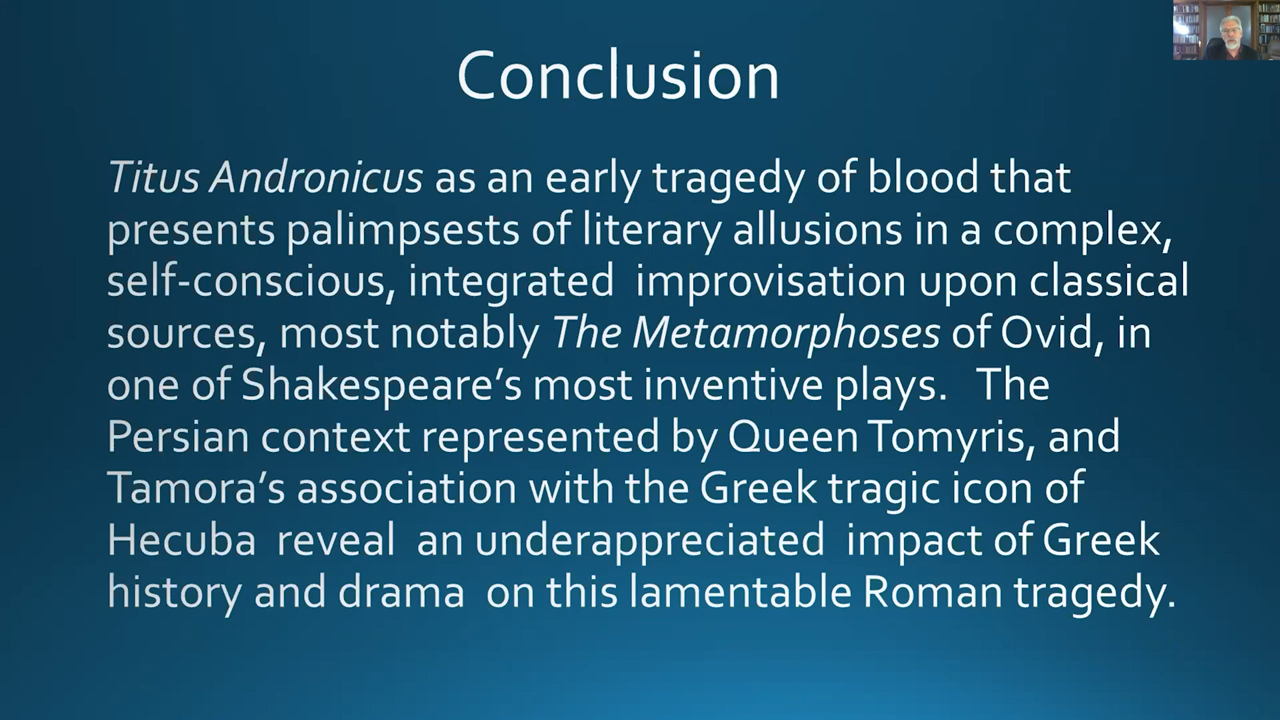 Conclusion
Titus Andronicus as an early tragedy of blood that
presents palimpsests of literary allusions in a complex,
self-conscious, integrated improvisation upon classical
sources, most notably The Metamorphoses of Ovid, in
one of Shakespeare's most inventive plays. The
Persian context represented by Queen Tomyris, and
Tamora's association with the Greek tragic icon of
Hecuba reveal an underappreciated impact of Greek
history and drama on this lamentable Roman tragedy.